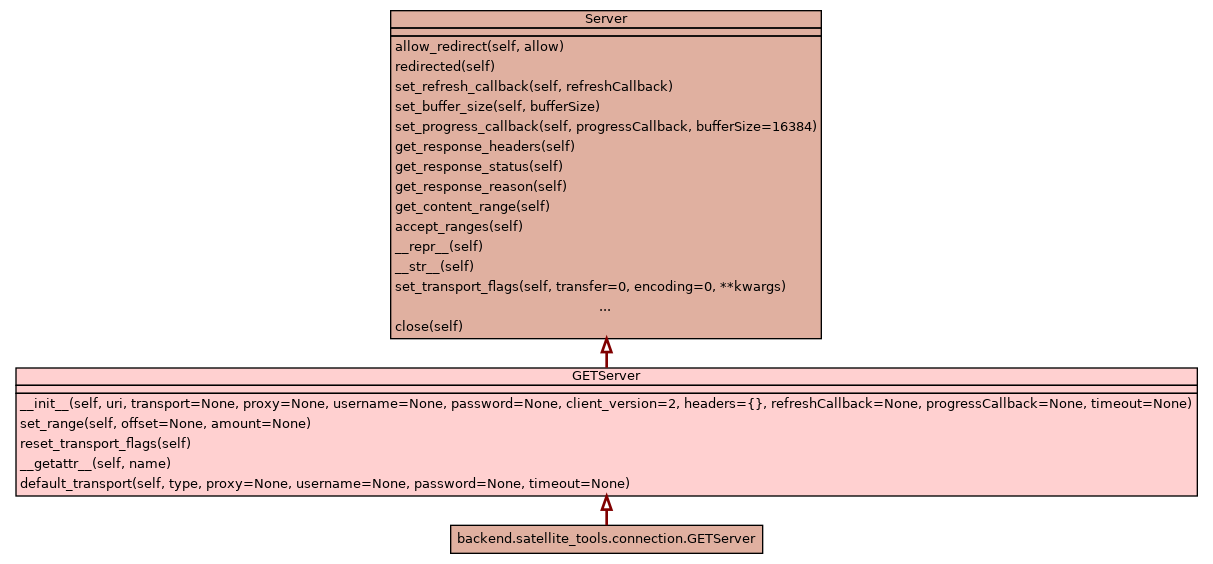 Server
allow_redirect(self, allow)
redirected(self)
set_refresh_callback(self, refreshCallback)
set_buffer_size(self, bufferSize)
set_progress_callback(self, progressCallback, bufferSize=16384)
get_response_headers(self)
get_response_status(self)
get_response_reason(self)
get_content_range(self)
accept_ranges(self)
__repr__(self)
__str__(self)
set_transport_flags(self, transfer=0, encoding=0, **kwargs)
...
close(self)
GETServer
__init__(self, uri, transport=None, proxy=None, username=None, password=None, client_version=2, headers={}, refreshCallback=None, progressCallback=None, timeout=None)
set_range(self, offset=None, amount=None)
reset_transport_flags(self)
__getattr__(self, name)
default_transport(self, type, proxy=None, username=None, password=None, timeout=None)
backend.satellite_tools.connection.GETServer